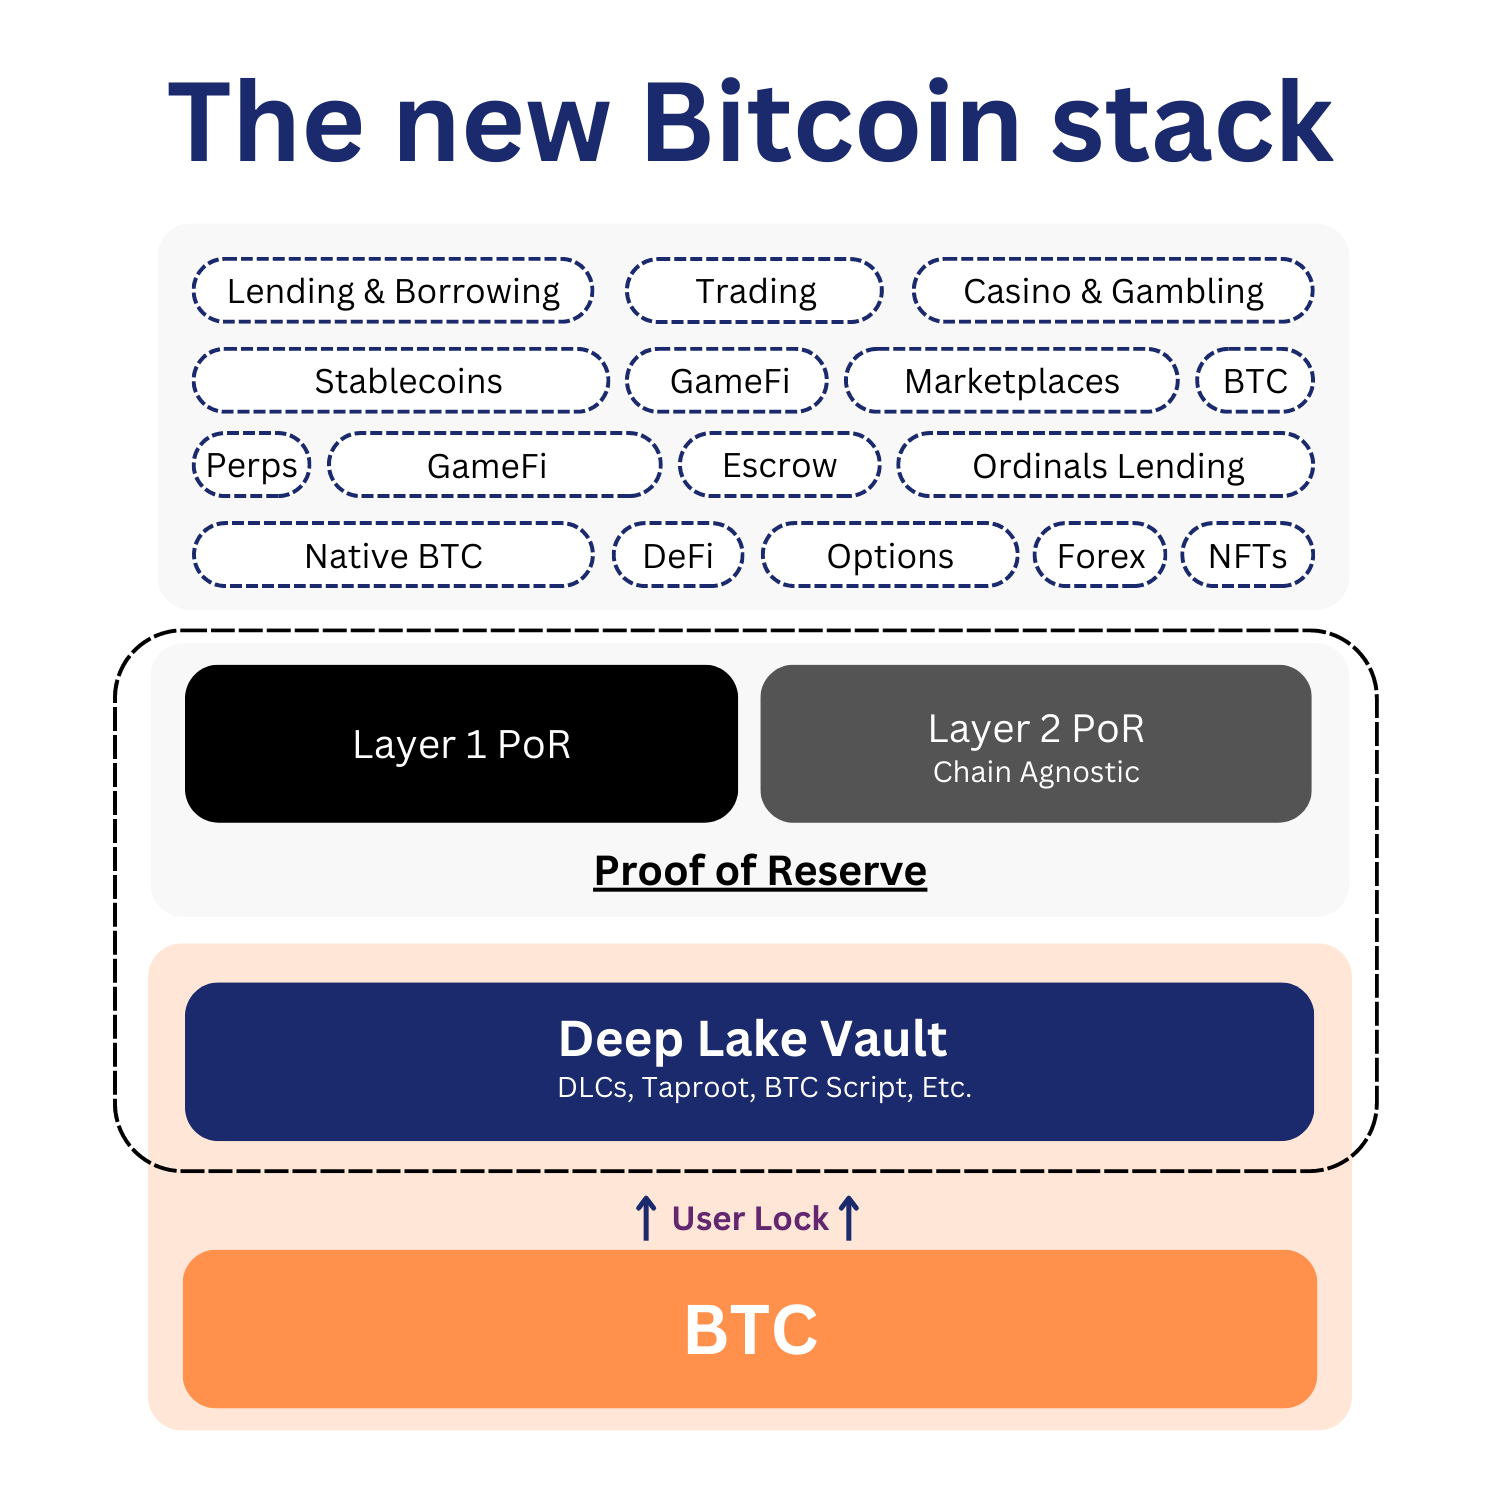 The new Bitcoin stack
Lending & Borrowing
Trading
Casino & Gambling
Stablecoins
GameFi
Marketplaces
BTC
Perps
GameFi
Escrow
Ordinals Lending
Native BTC
DeFi
Options
Forex
NFTs
Layer 1 PoR
Layer 2 PoR
Chain Agnostic
Proof of Reserve
Deep Lake Vault
DLCs, Taproot, BTC Script, Etc.
User Lock
BTC